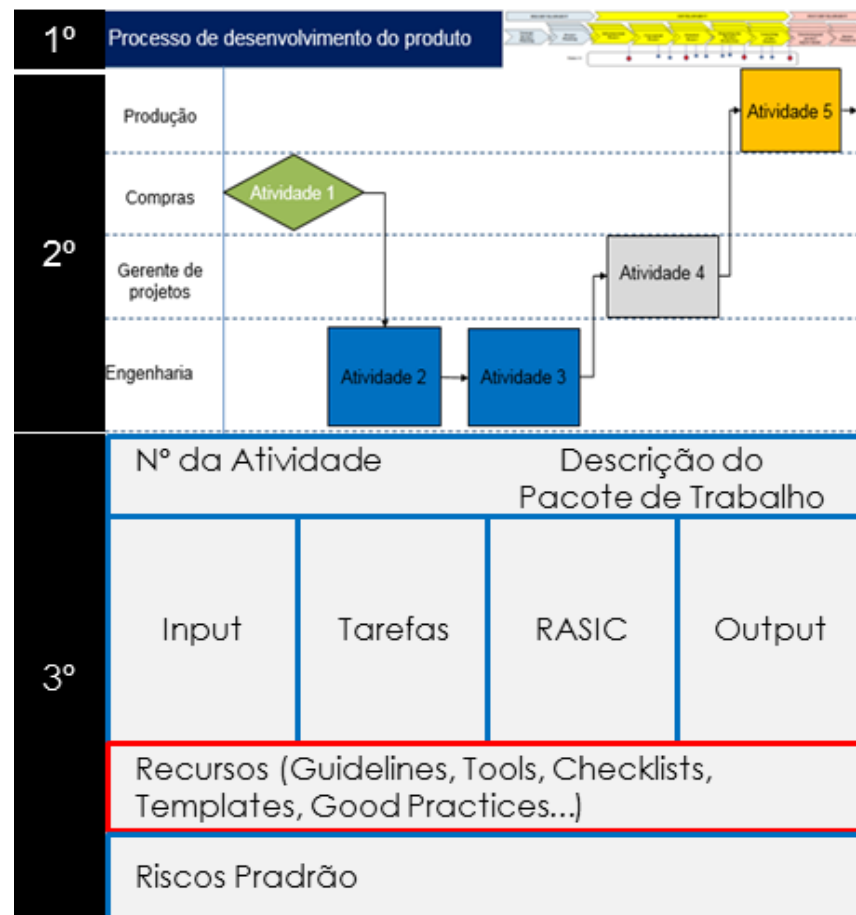 1º
Processo de desenvolvimento do produto
2º
Produção
Atividade 5
Compras
Atividade 1
Gerente de
projetos
Atividade 4
Engenharia
Atividade 2
Atividade 3
3º
Nº da Atividade
Descrição do
Pacote de Trabalho
Input
Tarefas
RASIC
Output
Recursos (Guidelines, Tools, Checklists,
Templates, Good Practices...)
Riscos Pradrão